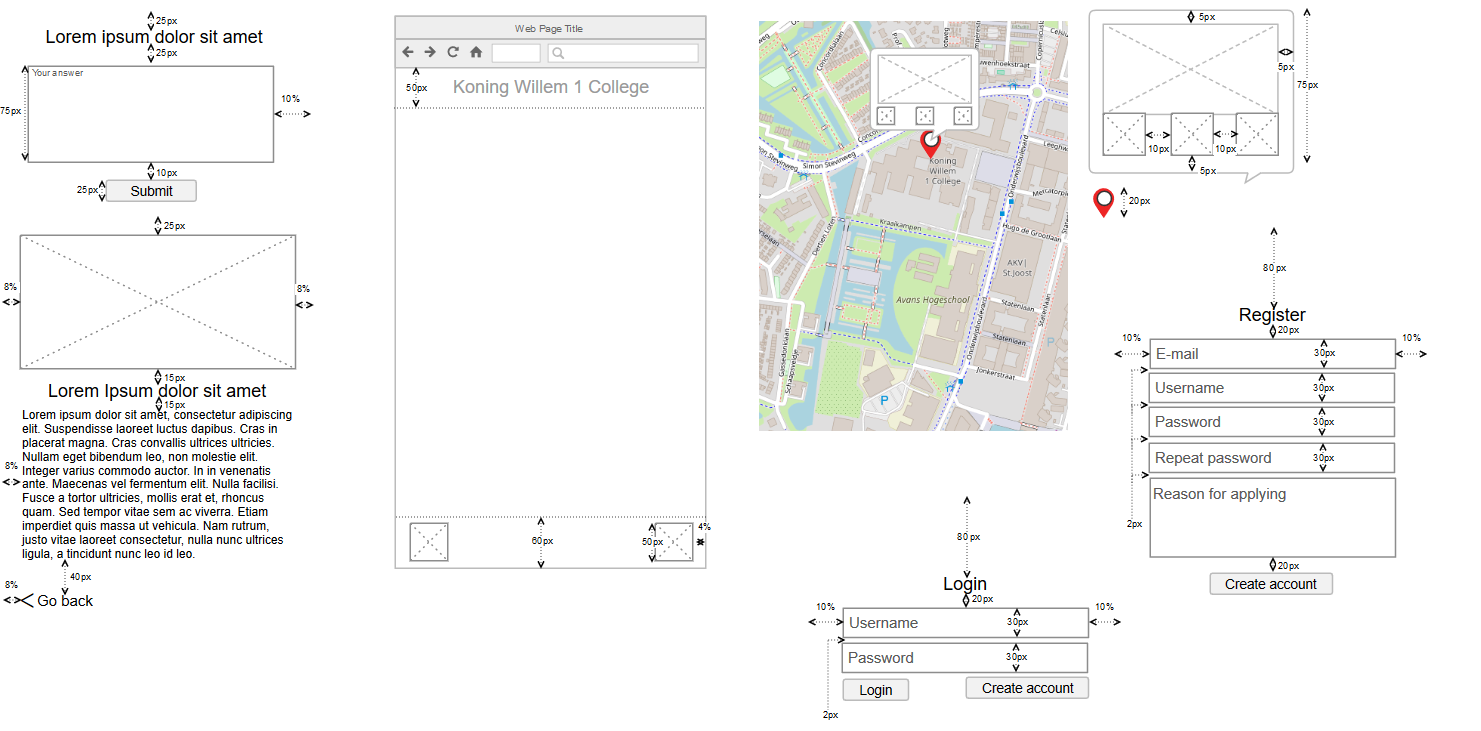 25px
Lorem ipsum dolor sit amet
25px
Your answer
75px
10%
10px
25px
Submit
25px
8%
8%
15px
Lorem Ipsum dolor sit amet
15px
Lorem ipsum dolor sit amet, consectetur adipiscing
elit. Suspendisse laoreet luctus dapibus. Cras in
placerat magna. Cras convallis ultrices ultricies.
Nullam eget bibendum leo, non molestie elit.
Integer varius commodo auctor. In in venenatis
ante. Maecenas vel fermentum elit. Nulla facilisi.
Fusce a tortor ultricies, mollis erat et, rhoncus
quam. Sed tempor vitae sem ac viverra. Etiam
imperdiet quis massa ut vehicula. Nam rutrum,
justo vitae laoreet consectetur, nulla nunc ultrices
ligula, a tincidunt nunc leo id leo.
8%
40px
8%
Go back
Web Page Title
50px
Koning Willem 1 College
60px
50px
4%
Concordialaan
Simon Stevinweg
Simon Stevinweg
Koning
Willem
1 College
Onderwijsboulevard
Kraaikampen
Hugo de Grootlaan
AKV|
St.Joost
Avans Hogeschool
Statenlaan
Statenlaan
Statenlaan
Onderwijsboulevard
Jonkerstraat
Gassedonklaan
Schaapsveldje
P
P
5px
5px
75px
10px
10px
5px
20px
80px
Register
20px
10%
10%
E-mail
30px
Username
30px
Password
30px
Repeat password
30px
Reason for applying
2px
20px
Create account
80px
Login
20px
10%
10%
Username
30px
Password
30px
Login
Create account
2px